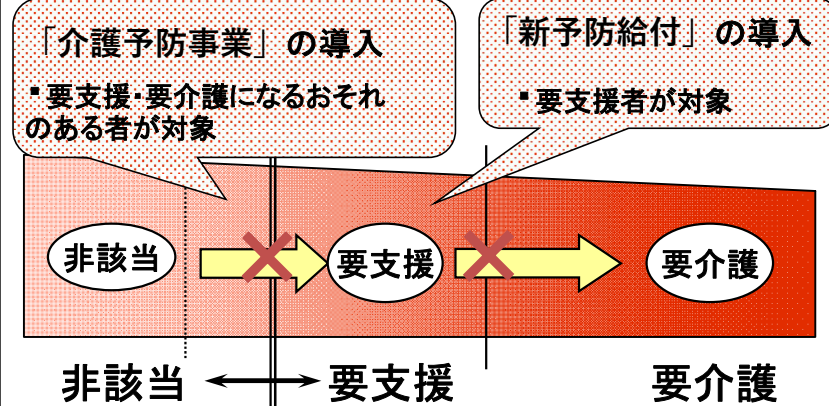 「介護予防事業」の導入
▪要支援・要介護になるおそれ
のある者が対象
「新予防給付」の導入
▪要支援者が対象
非該当
要支援
要介護
非該当
要支援
要介護